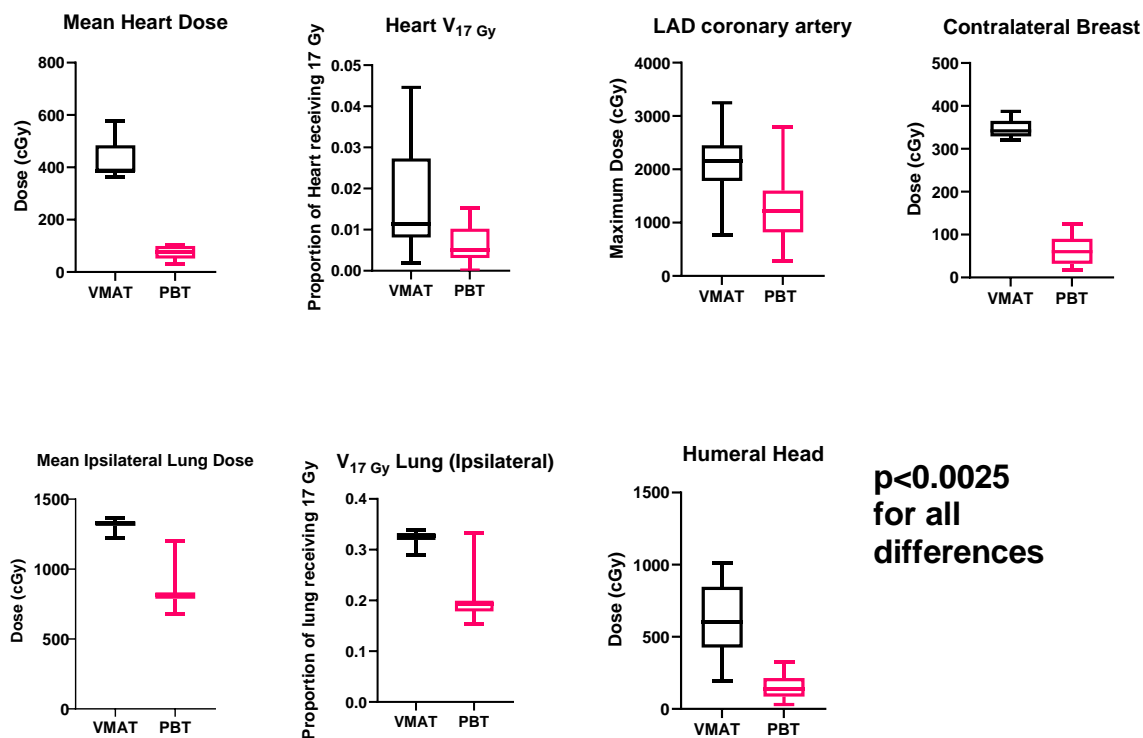 Mean Heart Dose
Dose (cGy)
800
600
400
200
0
VMAT PBT
Heart V17 Gy
Proportion of Heart receiving 17 Gy
0.05
0.04
0.03
0.02
0.01
0.00
VMAT PBT
LAD coronary artery
Maximum Dose (cGy)
4000
3000
2000
1000
0
VMAT PBT
Contralateral Breast
Dose (cGy)
500
400
300
200
100
0
VMAT PBT
Mean Ipsilateral Lung Dose
Dose (cGy)
1500
1000
500
0
VMAT PBT
V17 Gy Lung (Ipsilateral)
Proportion of lung receiving 17 Gy
0.4
0.3
0.2
0.1
0.0
VMAT PBT
Humeral Head
Dose (cGy)
1500
1000
500
0
VMAT PBT
p<0.0025
for all
differences